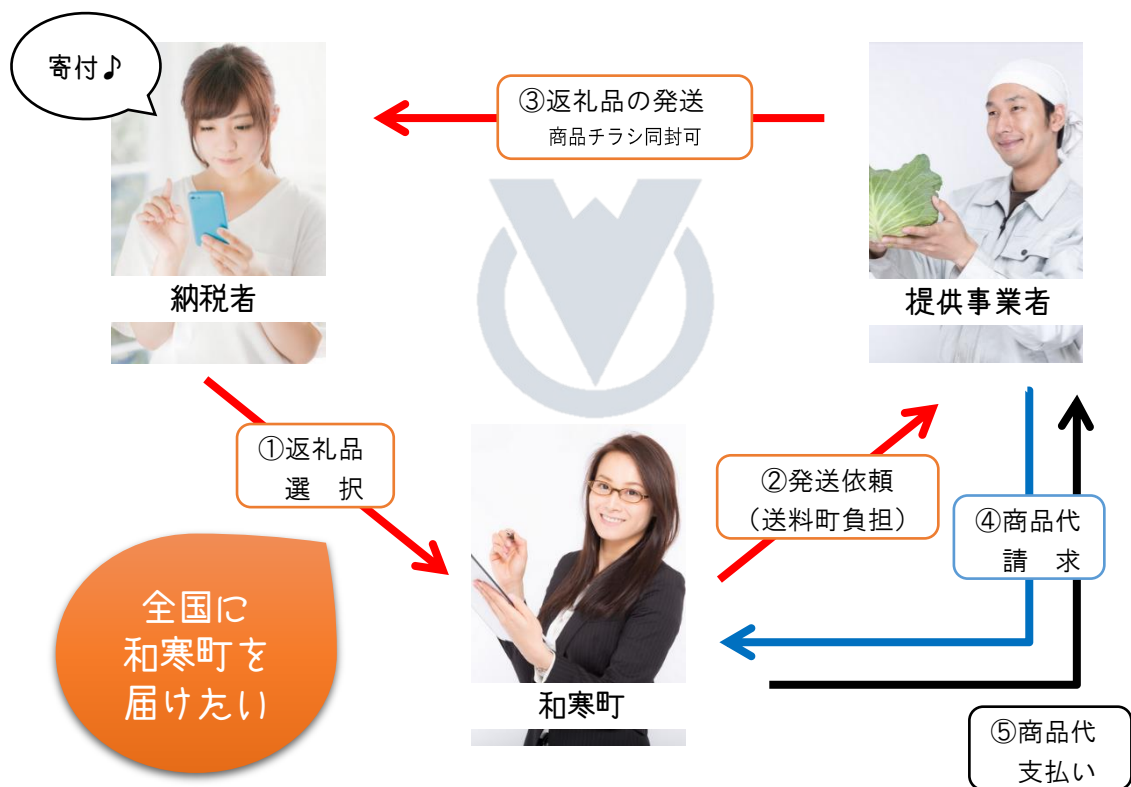 寄付♪
③返礼品の発送
商品チラシ同封可
納税者
提供事業者
①返礼品
選　択
②発送依頼
（送料町負担）
④商品代
請　求
全国に
和寒町を
届けたい
和寒町
⑤商品代
支払い